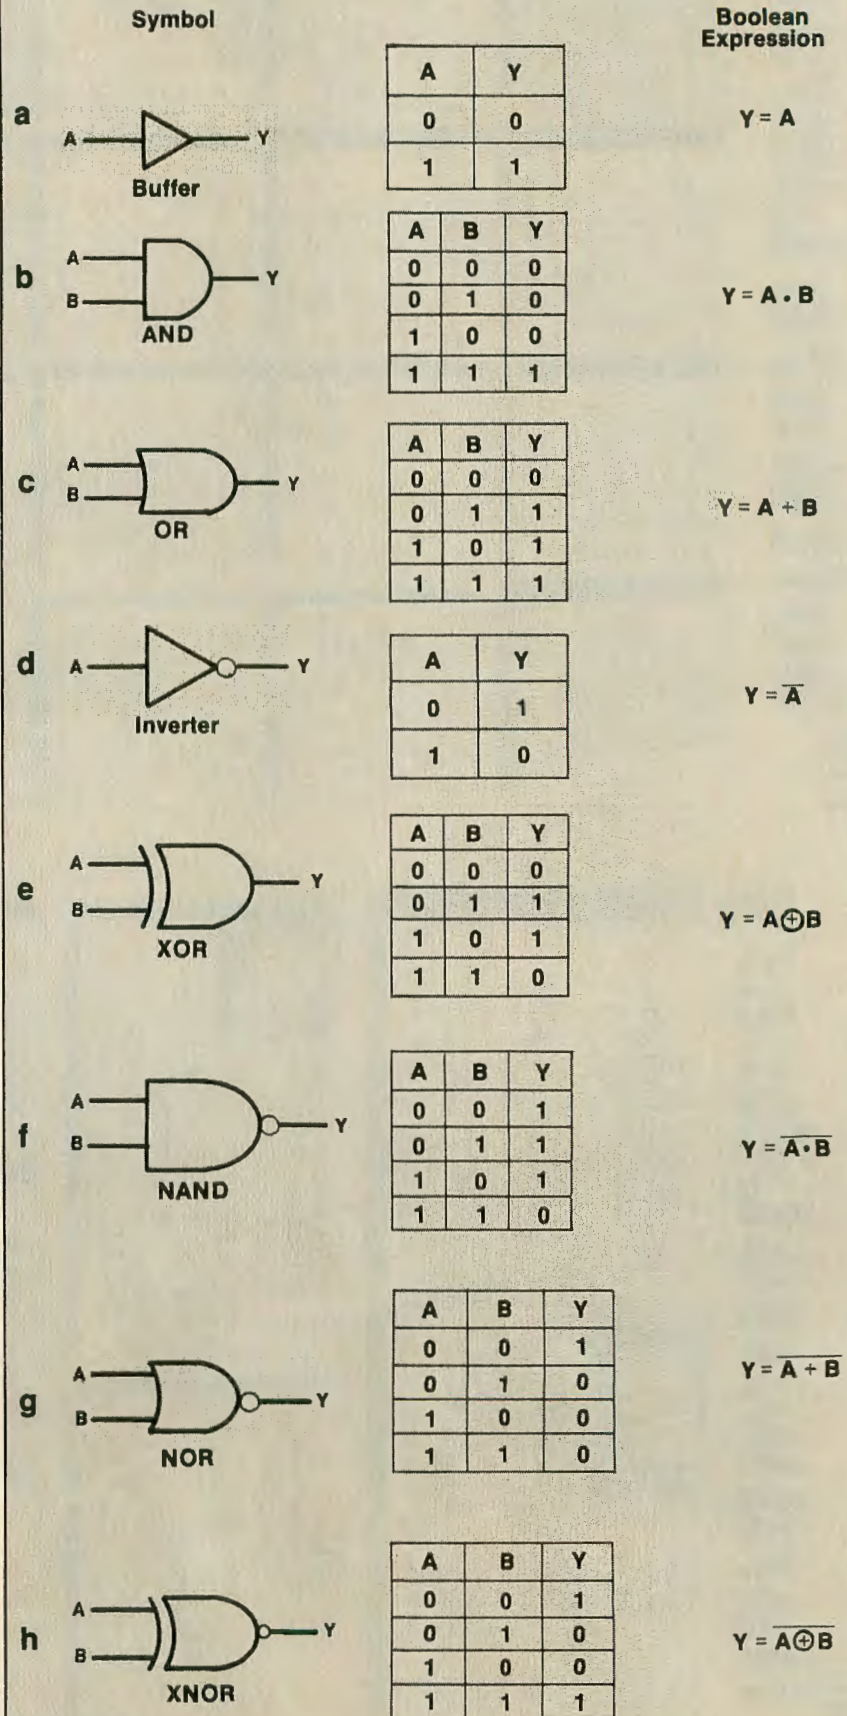 Symbol
Boolean
Expression
a
A Y
Buffer
A Y
0 0
1 1
Y = A
b
A
B
Y
AND
A B Y
0 0 0
0 1 0
1 0 0
1 1 1
Y = A • B
c
A
B
Y
OR
A B Y
0 0 0
0 1 1
1 0 1
1 1 1
Y = A + B
d
A Y
Inverter
A Y
0 1
1 0
Y = A̅
e
A
B
Y
XOR
A B Y
0 0 0
0 1 1
1 0 1
1 1 0
Y = A⊕B
f
A
B
Y
NAND
A B Y
0 0 1
0 1 1
1 0 1
1 1 0
Y = A̅•̅B̅
g
A
B
Y
NOR
A B Y
0 0 1
0 1 0
1 0 0
1 1 0
Y = A̅ ̅+̅ ̅B̅
h
A
B
Y
XNOR
A B Y
0 0 1
0 1 0
1 0 0
1 1 1
Y = A̅⊕̅B̅